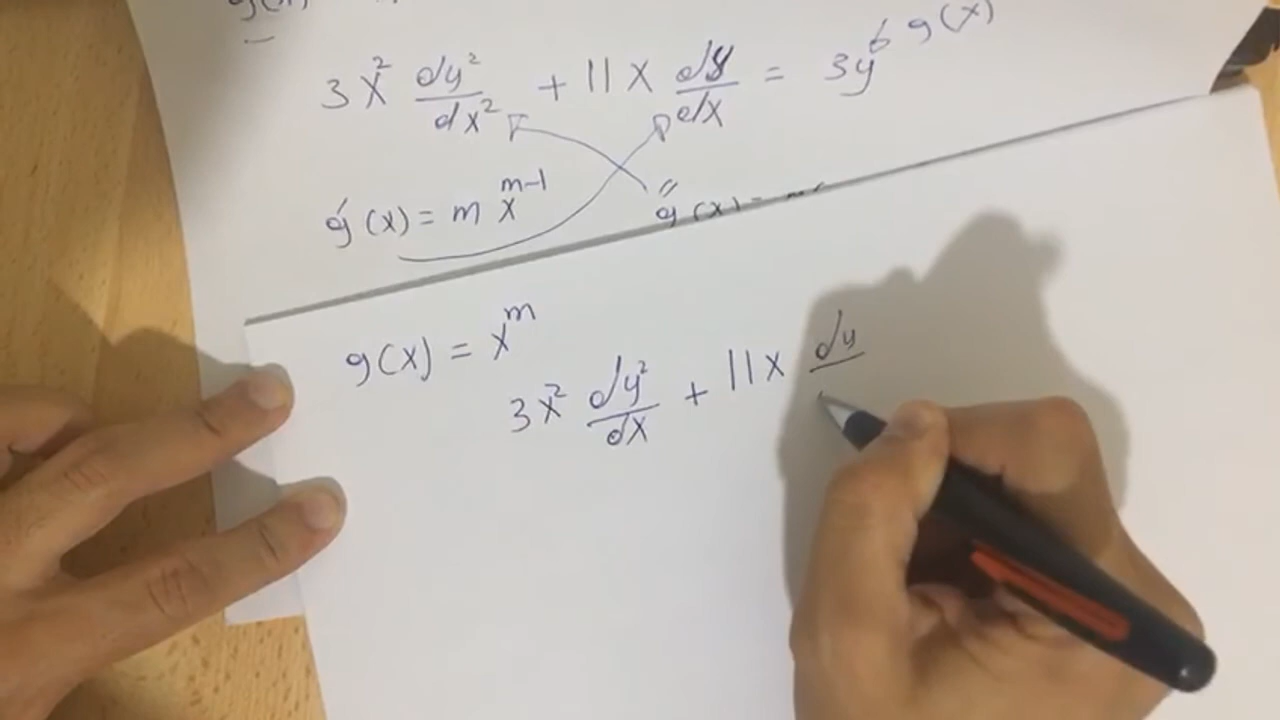 3x² dy²/dx² + 11x dy/dx = 3y⁶ g(x)
g'(x) = m x^(m-1) g''(x) =
g(x) = x^m
3x² dy²/dx + 11x dy